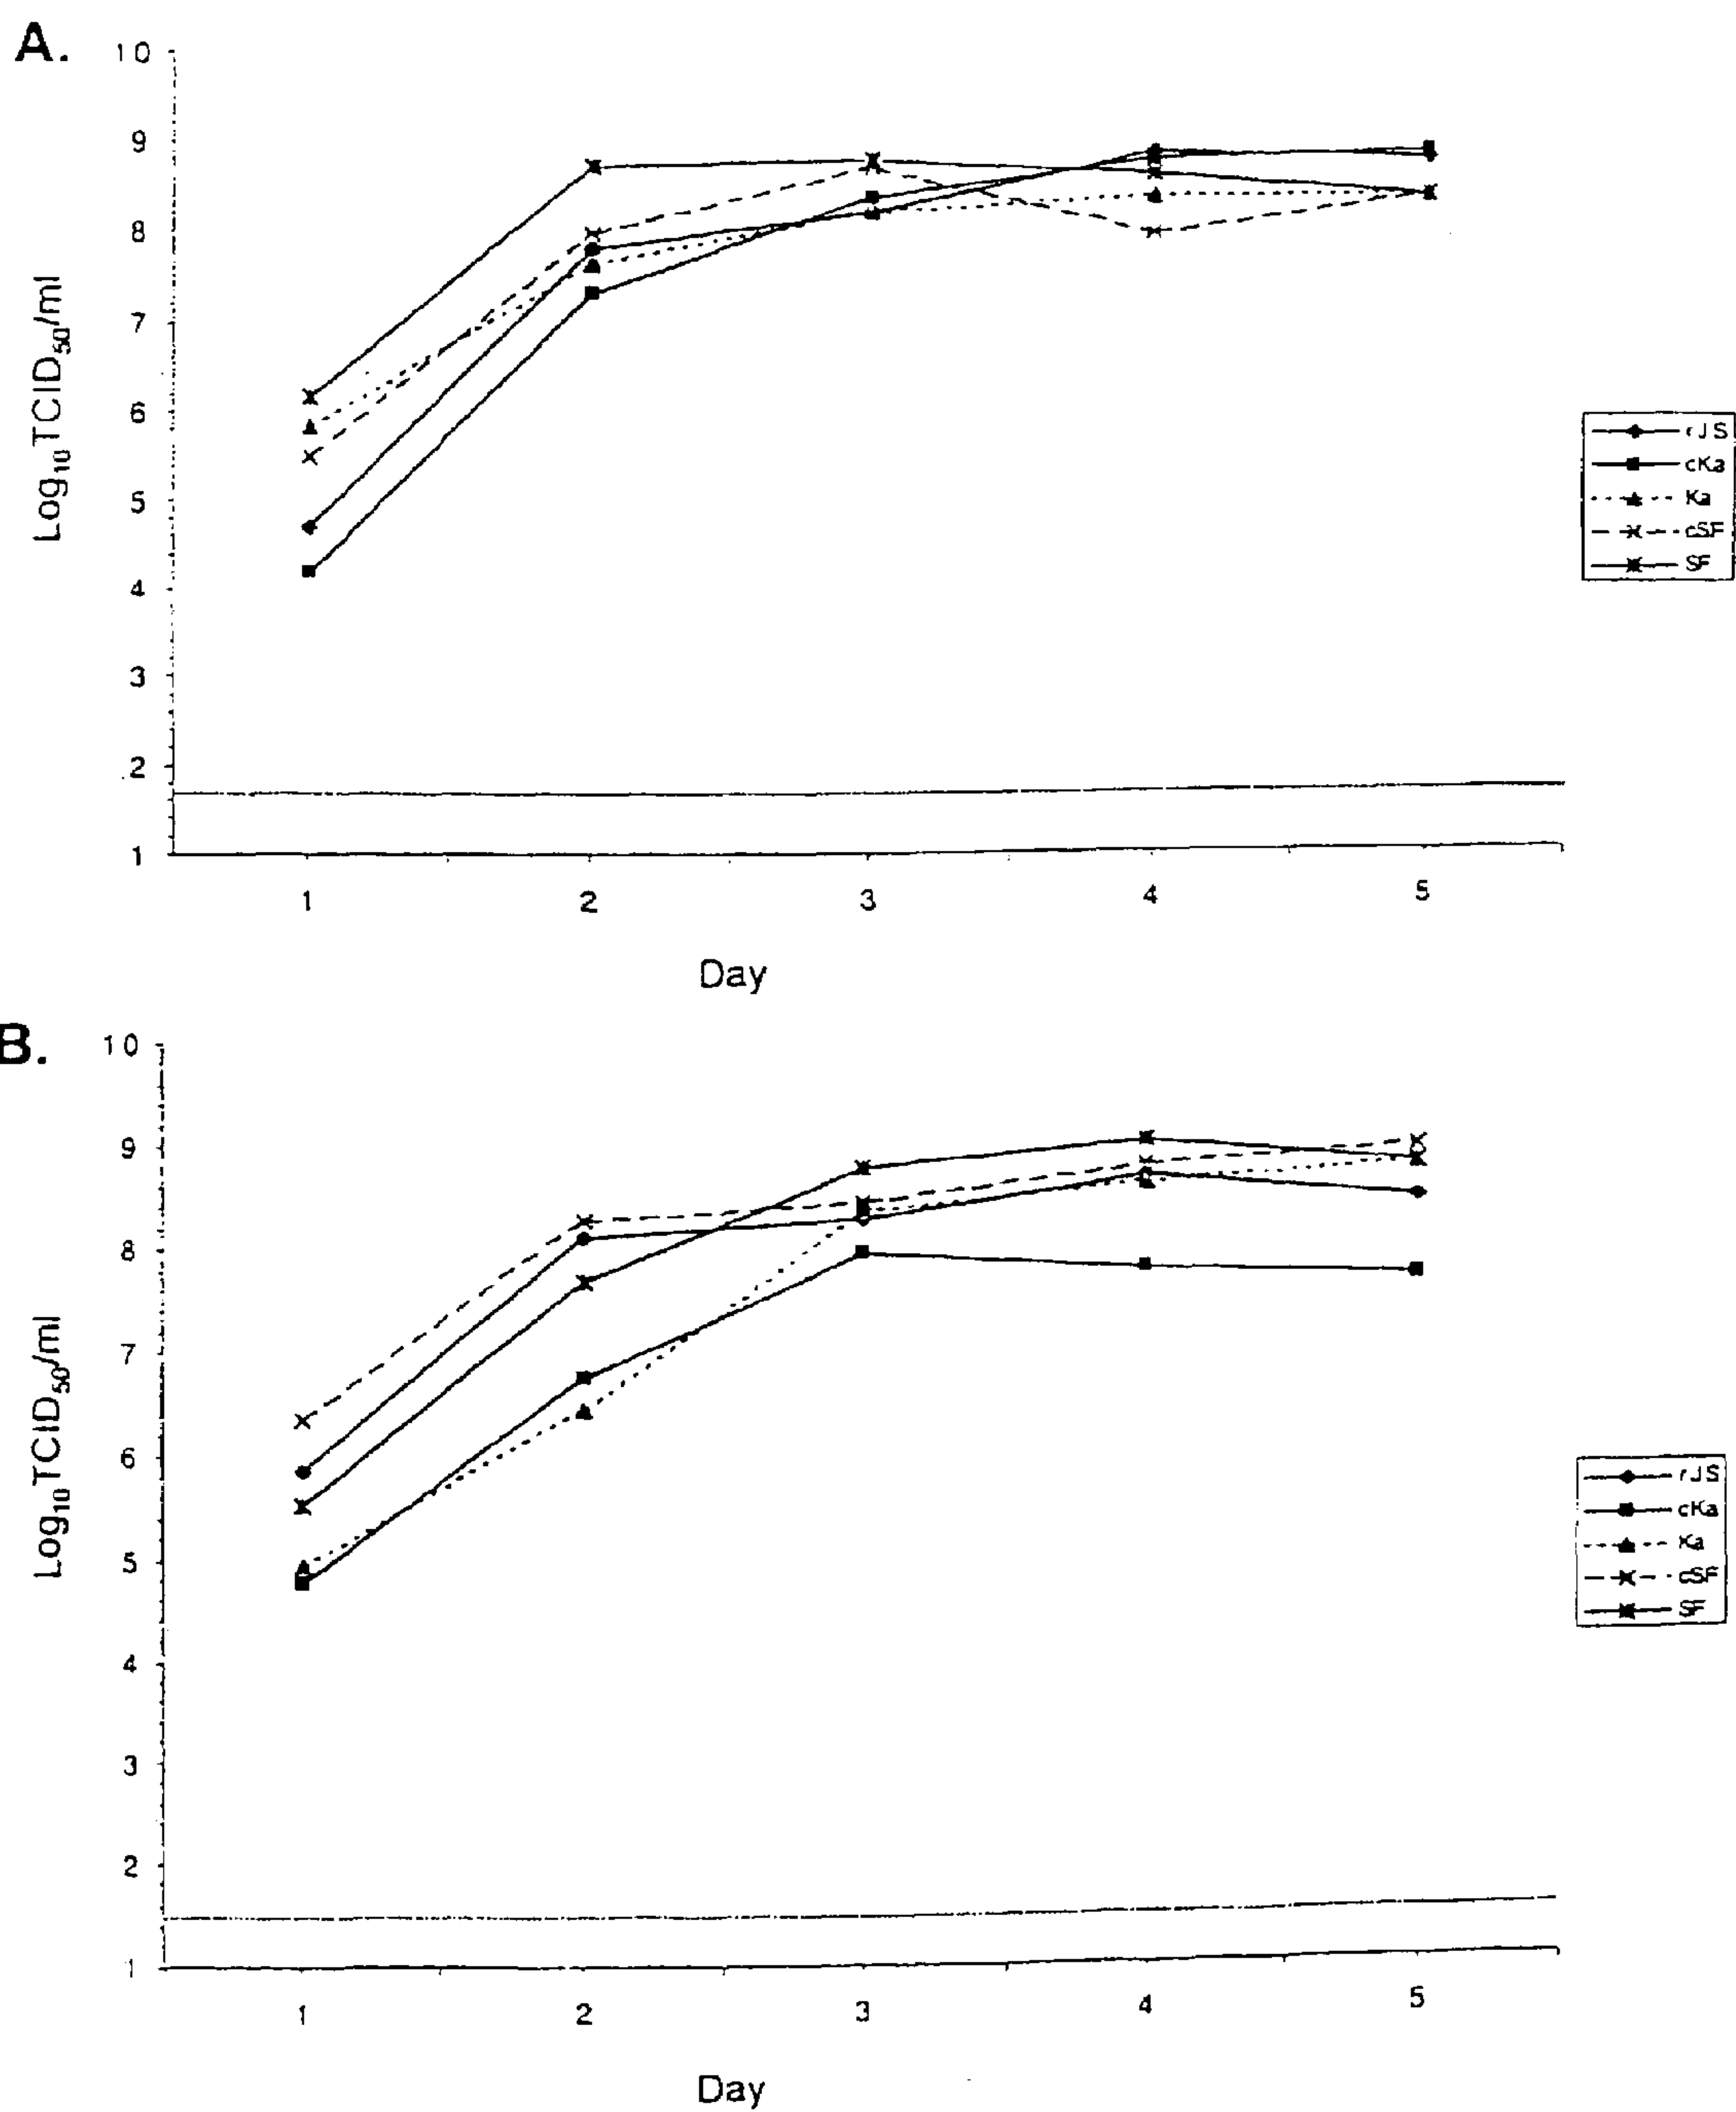 A.
10
9
8
7
6
5
4
3
2
1
Log10TCID50/ml
rJS
cKa
Ka
cSF
SF
1 2 3 4 5
Day
B.
10
9
8
7
6
5
4
3
2
1
Log10TCID50/ml
rJS
cKa
Ka
cSF
SF
1 2 3 4 5
Day